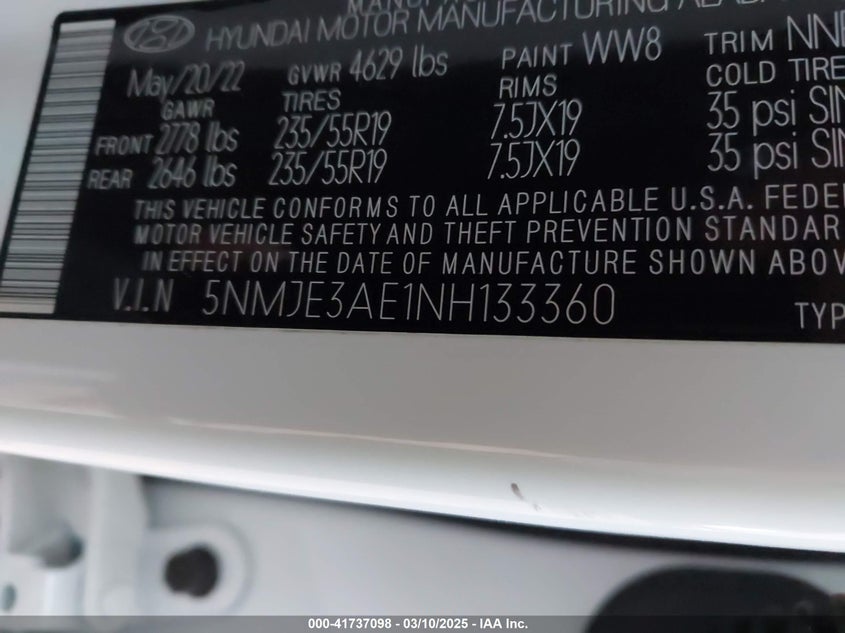 HYUNDAI MOTOR MANUFACTURING
May/20/22 GVWR 4629 lbs PAINT WW8 TRIM
GAWR TIRES RIMS COLD TIRE
FRONT 2778 lbs 235/55R19 7.5JX19 35 psi
REAR 2646 lbs 235/55R19 7.5JX19 35 psi
THIS VEHICLE CONFORMS TO ALL APPLICABLE U.S.A.
MOTOR VEHICLE SAFETY AND THEFT PREVENTION
IN EFFECT ON THE DATE OF MANUFACTURE SHOWN
V.I.N 5NMJE3AE1NH133360
000-41737098 — 03/10/2025 — IAA Inc.